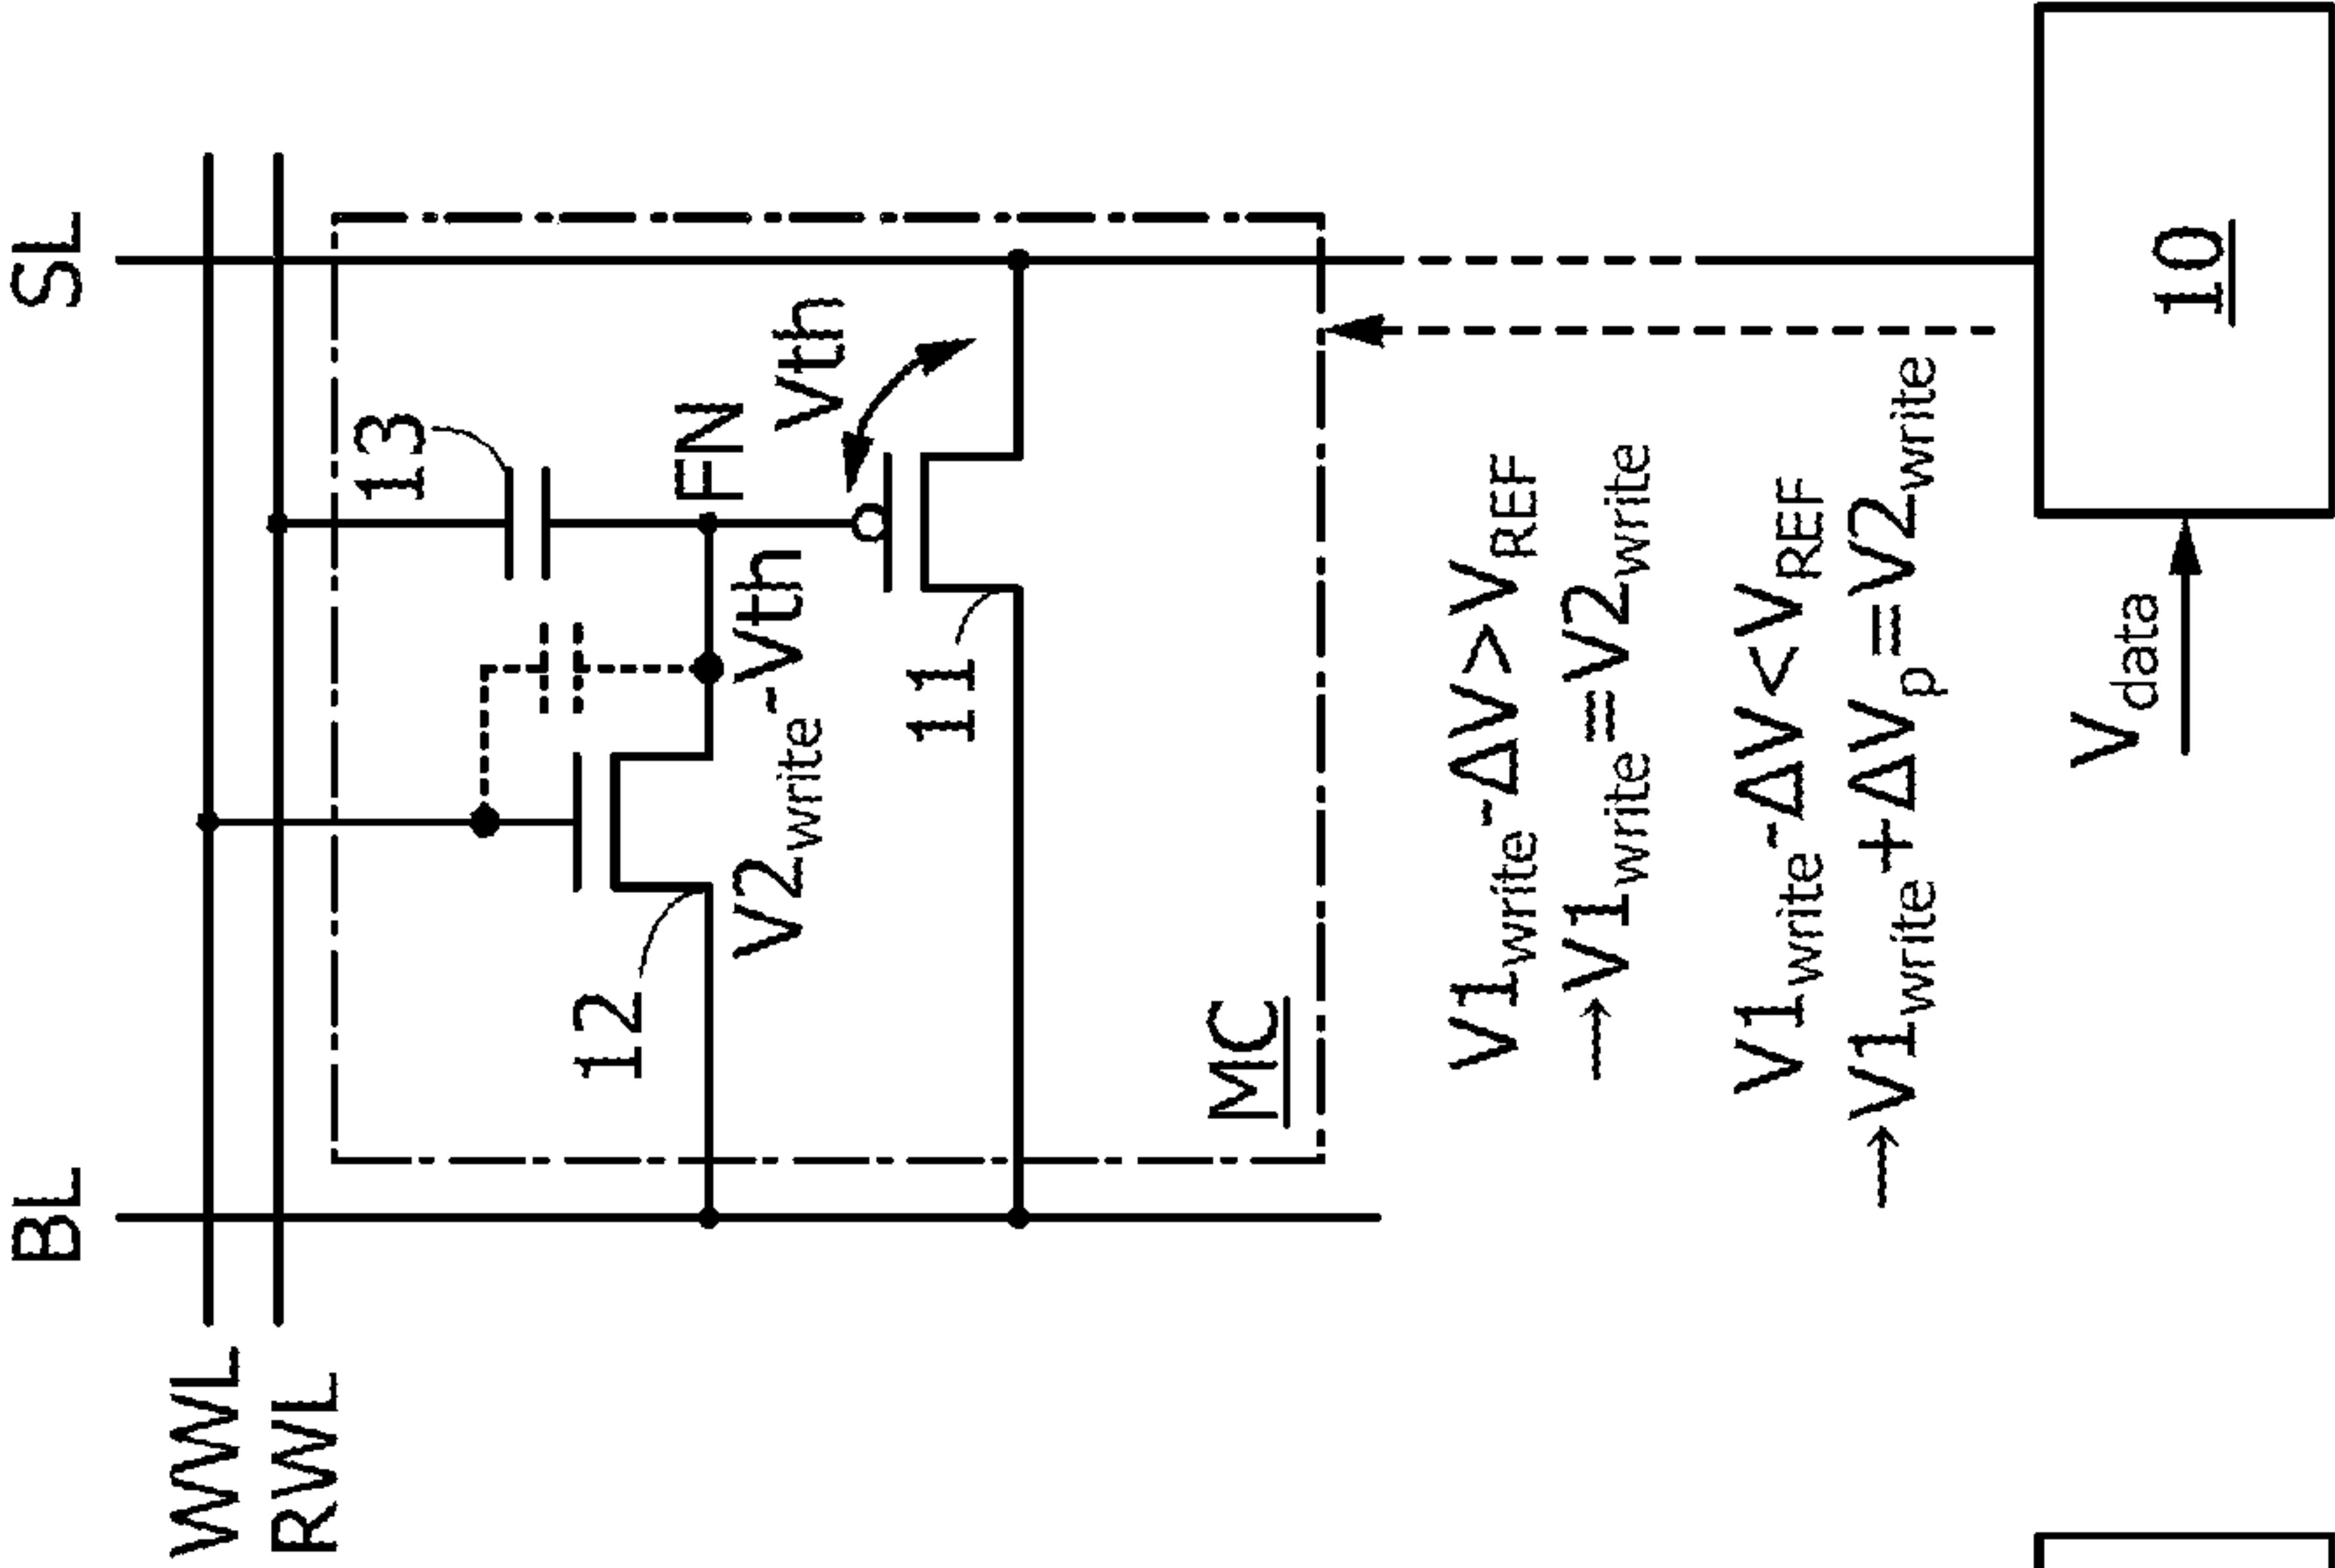 BL
SL
WWL
RWL
13
FN
12
Vth
V2write-Vth
11
MC
V1write-ΔV>VREF
→V1write=V2write
V1write-ΔV<VREF
→V1write+ΔVp=V2write
Vdata
10